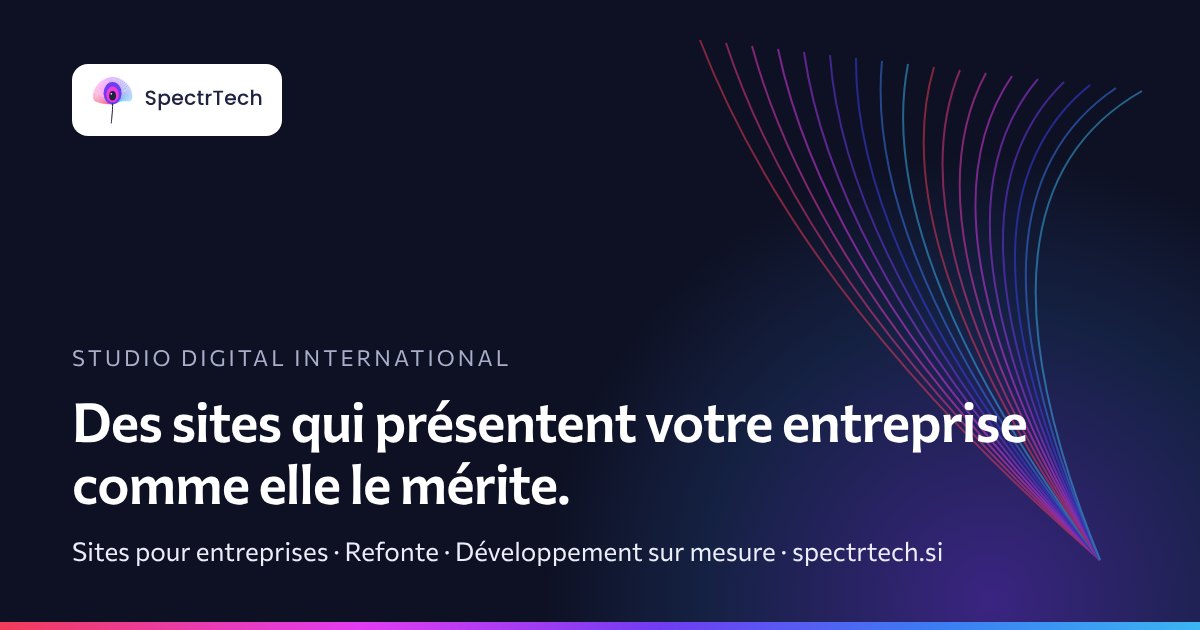 SpectrTech
STUDIO DIGITAL INTERNATIONAL
Des sites qui présentent votre entreprise
comme elle le mérite.
Sites pour entreprises · Refonte · Développement sur mesure · spectrtech.si